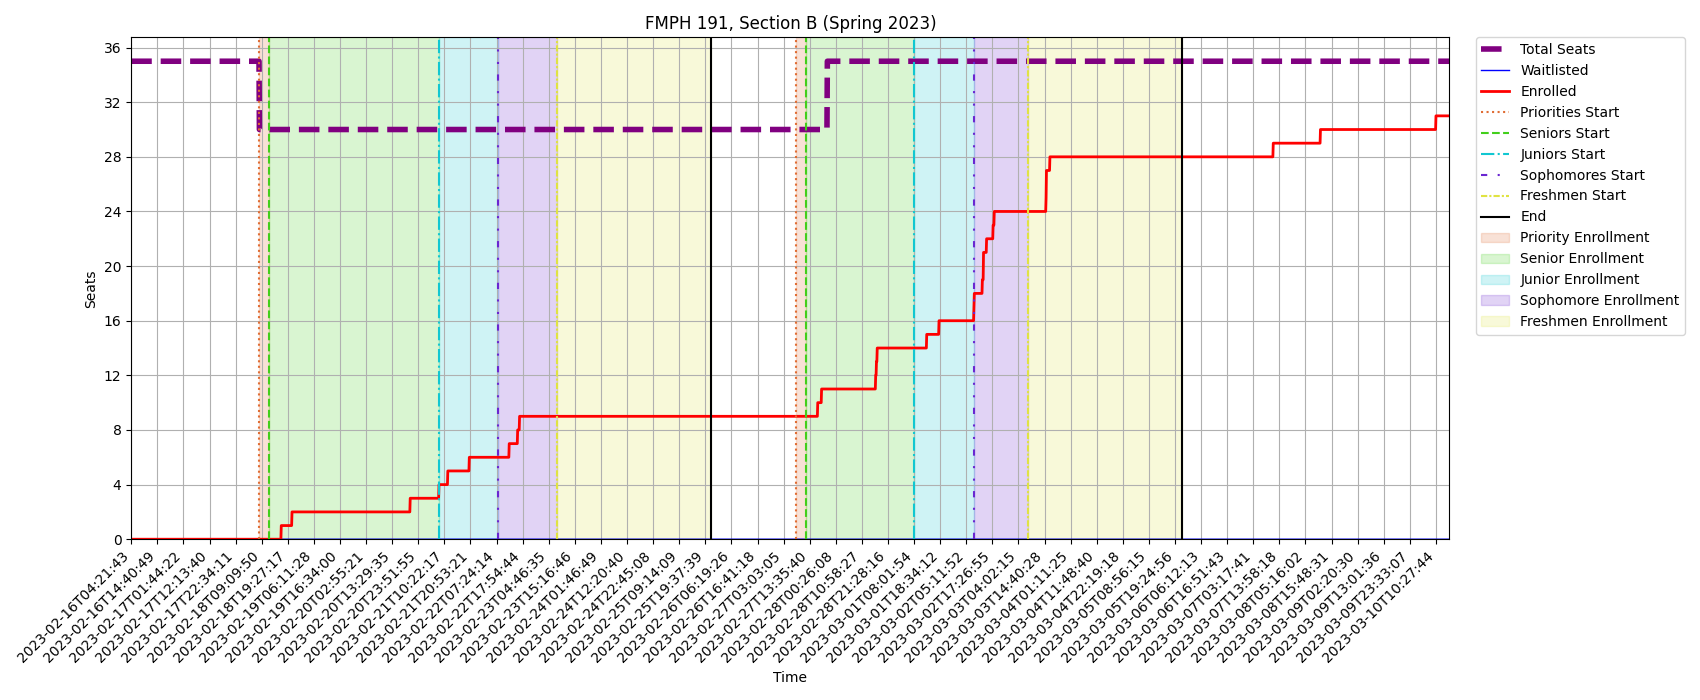 FMPH 191, Section B (Spring 2023)
Seats
36
32
28
24
20
16
12
8
4
0
2023-02-16T04:21:43
2023-02-16T14:40:49
2023-02-17T01:44:22
2023-02-17T12:13:40
2023-02-17T22:34:11
2023-02-18T09:09:50
2023-02-18T19:27:17
2023-02-19T06:11:28
2023-02-19T16:34:00
2023-02-20T02:55:21
2023-02-20T13:29:35
2023-02-20T23:51:55
2023-02-21T10:22:17
2023-02-21T20:53:21
2023-02-22T07:24:14
2023-02-22T17:54:44
2023-02-23T04:46:35
2023-02-23T15:16:46
2023-02-24T01:46:49
2023-02-24T12:20:40
2023-02-24T22:45:08
2023-02-25T09:14:09
2023-02-25T19:37:39
2023-02-26T06:19:26
2023-02-26T16:41:18
2023-02-27T03:03:05
2023-02-27T13:35:40
2023-02-28T00:26:08
2023-02-28T10:58:27
2023-02-28T21:28:16
2023-03-01T08:01:54
2023-03-01T18:34:12
2023-03-02T05:11:52
2023-03-02T17:26:55
2023-03-03T04:02:15
2023-03-03T14:40:28
2023-03-04T01:11:25
2023-03-04T11:48:40
2023-03-04T22:19:18
2023-03-05T08:56:15
2023-03-05T19:24:56
2023-03-06T06:12:13
2023-03-06T16:51:43
2023-03-07T03:17:41
2023-03-07T13:58:18
2023-03-08T05:16:02
2023-03-08T15:48:31
2023-03-09T02:20:30
2023-03-09T13:01:36
2023-03-09T23:33:07
2023-03-10T10:27:44
Time
Total Seats
Waitlisted
Enrolled
Priorities Start
Seniors Start
Juniors Start
Sophomores Start
Freshmen Start
End
Priority Enrollment
Senior Enrollment
Junior Enrollment
Sophomore Enrollment
Freshmen Enrollment